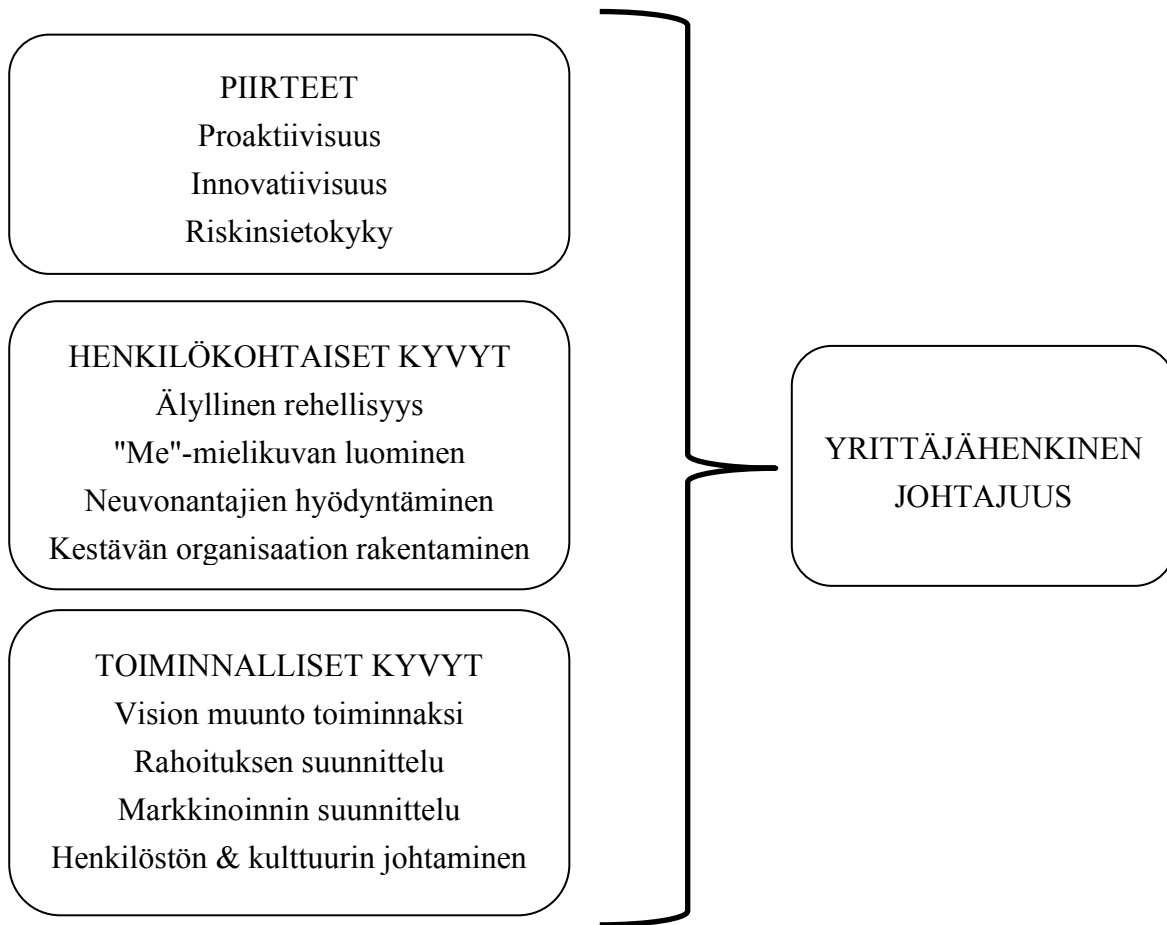 PIIRTEET
Proaktiivisuus
Innovatiivisuus
Riskinsietokyky
HENKILÖKOHTAISET KYVYT
Älyllinen rehellisyys
"Me"-mielikuvan luominen
Neuvonantajien hyödyntäminen
Kestävän organisaation rakentaminen
TOIMINNALLISET KYVYT
Vision muunto toiminnaksi
Rahoituksen suunnittelu
Markkinoinnin suunnittelu
Henkilöstön & kulttuurin johtaminen
YRITTÄJÄHENKINEN
JOHTAJUUS